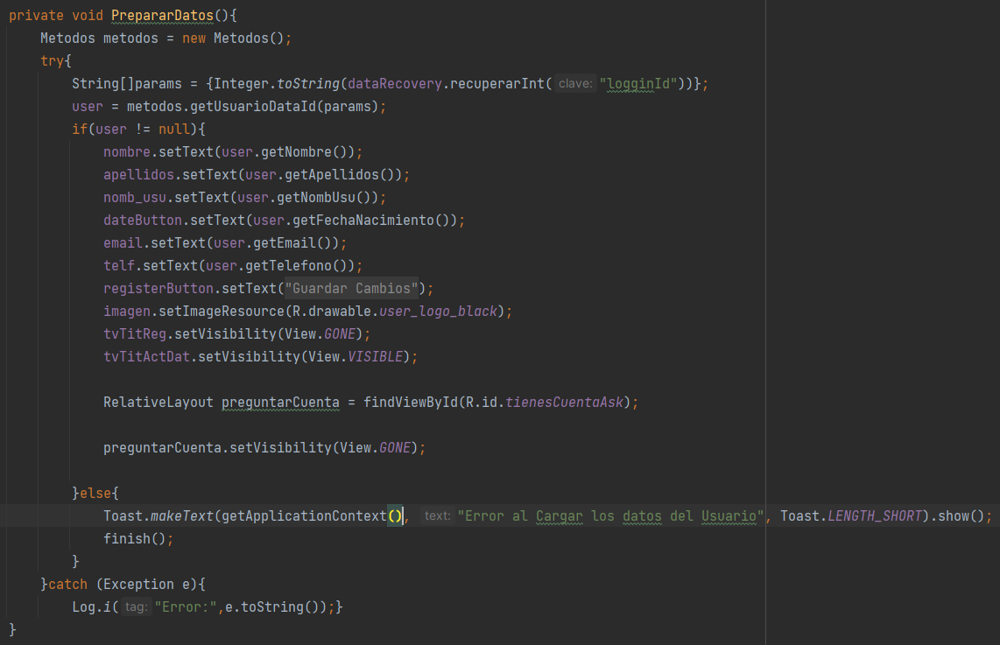 private void PrepararDatos(){
Metodos metodos = new Metodos();
try{
String[]params = {Integer.toString(dataRecovery.recuperarInt( clave: "logginId"))};
user = metodos.getUsuarioDataId(params);
if(user != null){
nombre.setText(user.getNombre());
apellidos.setText(user.getApellidos());
nomb_usu.setText(user.getNombUsu());
dateButton.setText(user.getFechaNacimiento());
email.setText(user.getEmail());
telf.setText(user.getTelefono());
registerButton.setText("Guardar Cambios");
imagen.setImageResource(R.drawable.user_logo_black);
tvTitReg.setVisibility(View.GONE);
tvTitActDat.setVisibility(View.VISIBLE);
RelativeLayout preguntarCuenta = findViewById(R.id.tienesCuentaAsk);
preguntarCuenta.setVisibility(View.GONE);
}else{
Toast.makeText(getApplicationContext(), text: "Error al Cargar los datos del Usuario", Toast.LENGTH_SHORT).show();
finish();
}
}catch (Exception e){
Log.i( tag: "Error:",e.toString());}
}